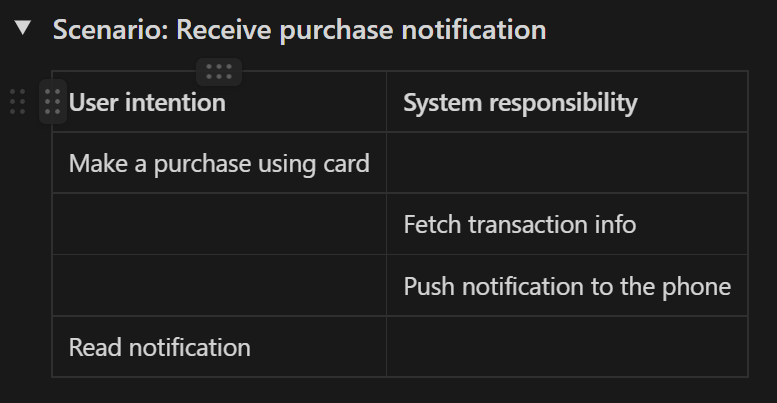 Scenario: Receive purchase notification
User intention System responsibility
Make a purchase using card
Fetch transaction info
Push notification to the phone
Read notification